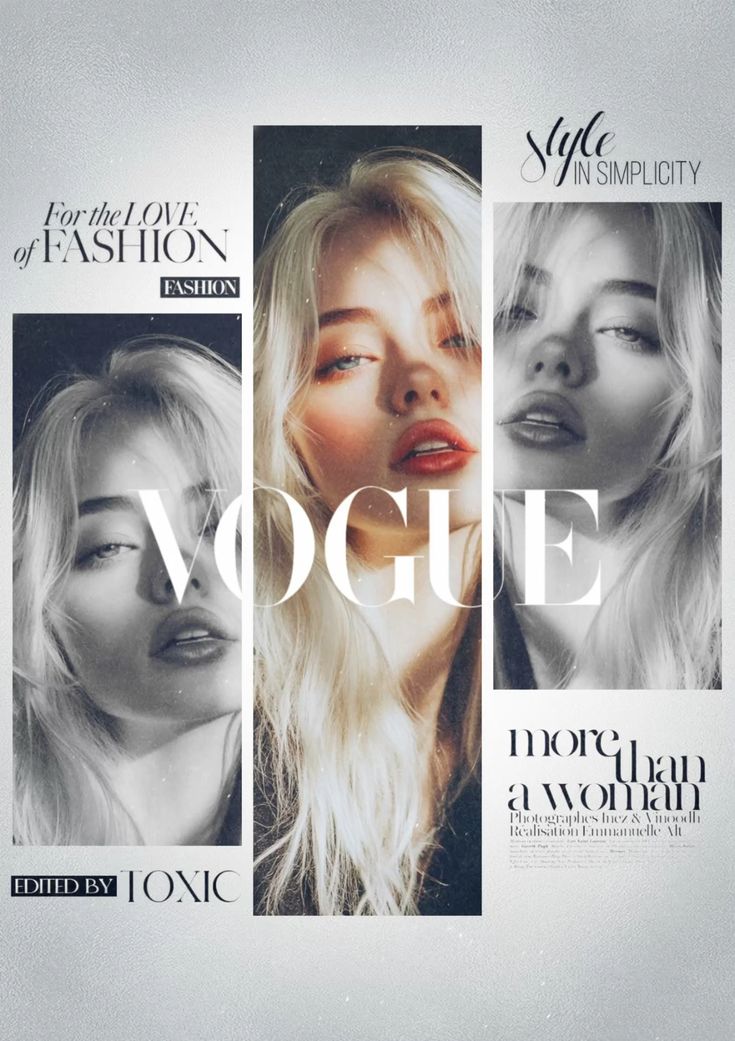 style
IN SIMPLICITY
For the LOVE
of FASHION
FASHION
VOGUE
more
than
a woman
Photographes Inez & Vinoodh
Réalisation Emmanuelle Alt
EDITED BY TOXIC